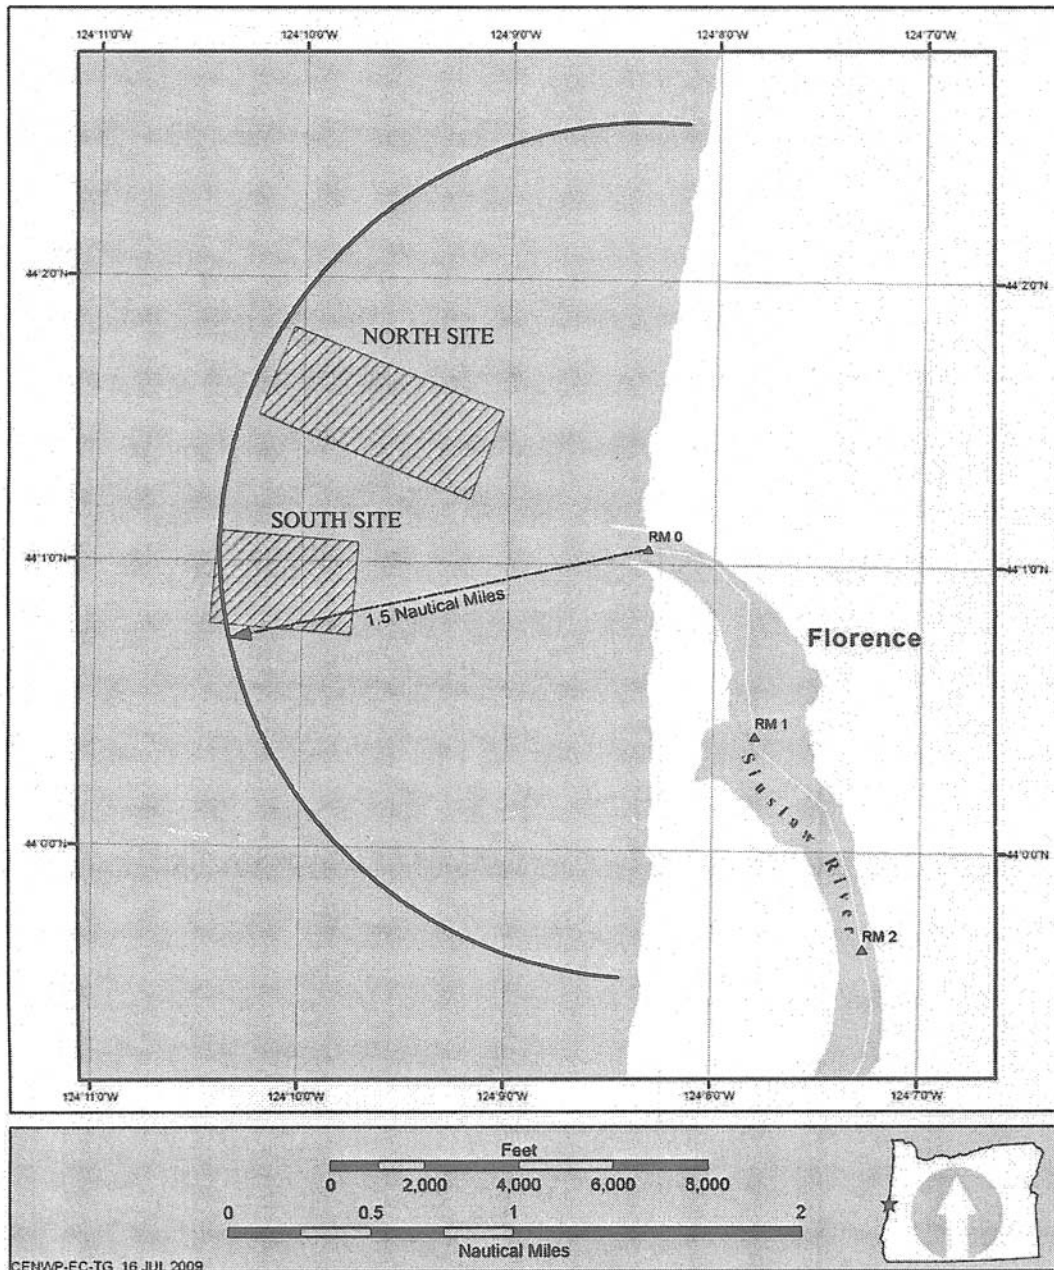 124°11'0"W 124°10'0"W 124°9'0"W 124°8'0"W 124°7'0"W
44°2'0"N 44°2'0"N
NORTH SITE
SOUTH SITE
44°1'0"N 44°1'0"N
RM 0
1.5 Nautical Miles
Florence
RM 1
Siuslaw River
44°0'0"N 44°0'0"N
RM 2
124°11'0"W 124°10'0"W 124°9'0"W 124°8'0"W 124°7'0"W
Feet
0 2,000 4,000 6,000 8,000
0 0.5 1 2
Nautical Miles
CENWP-EC-TG 16 JUL 2009